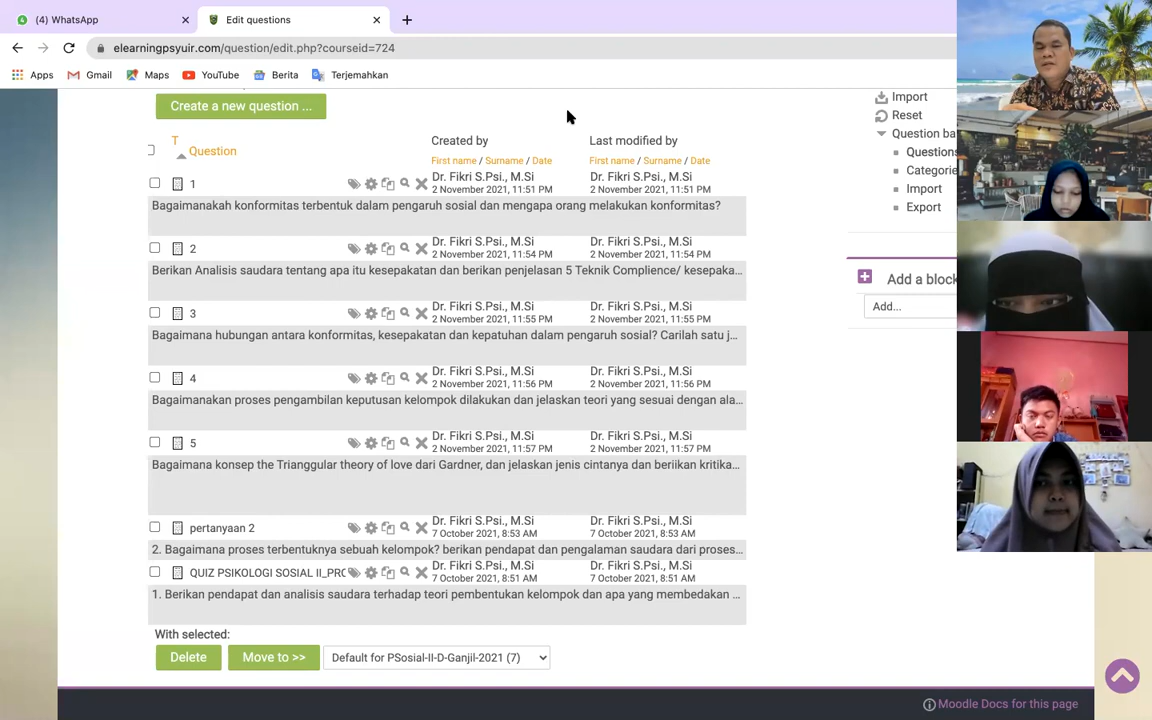 4
(4) WhatsApp
Edit questions
elearningpsyuir.com/question/edit.php?courseid=724
Apps Gmail Maps YouTube Berita Terjemahkan
Create a new question ...
T
Question
Created by
First name / Surname / Date
Last modified by
First name / Surname / Date
1
Dr. Fikri S.Psi., M.Si
2 November 2021, 11:51 PM
Dr. Fikri S.Psi., M.Si
2 November 2021, 11:51 PM
Bagaimanakah konformitas terbentuk dalam pengaruh sosial dan mengapa orang melakukan konformitas?
2
Dr. Fikri S.Psi., M.Si
2 November 2021, 11:54 PM
Dr. Fikri S.Psi., M.Si
2 November 2021, 11:54 PM
Berikan Analisis saudara tentang apa itu kesepakatan dan berikan penjelasan 5 Teknik Complience/ kesepaka...
3
Dr. Fikri S.Psi., M.Si
2 November 2021, 11:55 PM
Dr. Fikri S.Psi., M.Si
2 November 2021, 11:55 PM
Bagaimana hubungan antara konformitas, kesepakatan dan kepatuhan dalam pengaruh sosial? Carilah satu j...
4
Dr. Fikri S.Psi., M.Si
2 November 2021, 11:56 PM
Dr. Fikri S.Psi., M.Si
2 November 2021, 11:56 PM
Bagaimanakan proses pengambilan keputusan kelompok dilakukan dan jelaskan teori yang sesuai dengan ala...
5
Dr. Fikri S.Psi., M.Si
2 November 2021, 11:57 PM
Dr. Fikri S.Psi., M.Si
2 November 2021, 11:57 PM
Bagaimana konsep the Trianggular theory of love dari Gardner, dan jelaskan jenis cintanya dan beriikan kritika...
pertanyaan 2
Dr. Fikri S.Psi., M.Si
7 October 2021, 8:53 AM
Dr. Fikri S.Psi., M.Si
7 October 2021, 8:53 AM
2. Bagaimana proses terbentuknya sebuah kelompok? berikan pendapat dan pengalaman saudara dari proses...
QUIZ PSIKOLOGI SOSIAL II_PRO
Dr. Fikri S.Psi., M.Si
7 October 2021, 8:51 AM
Dr. Fikri S.Psi., M.Si
7 October 2021, 8:51 AM
1. Berikan pendapat dan analisis saudara terhadap teori pembentukan kelompok dan apa yang membedakan ...
With selected:
Delete
Move to >>
Default for PSosial-II-D-Ganjil-2021 (7)
Import
Reset
Question ba
Questions
Categorie
Import
Export
Add a block
Add...
Moodle Docs for this page